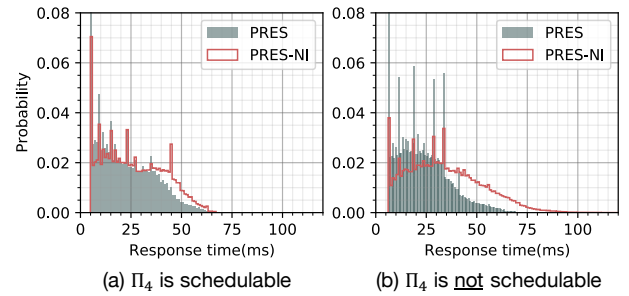 0.08
0.06
0.04
0.02
0.00
Probability
PRES
PRES-NI
0
25
50
75
100
Response time(ms)
(a) Π4 is schedulable
0.08
0.06
0.04
0.02
0.00
PRES
PRES-NI
0
25
50
75
100
Response time(ms)
(b) Π4 is not schedulable